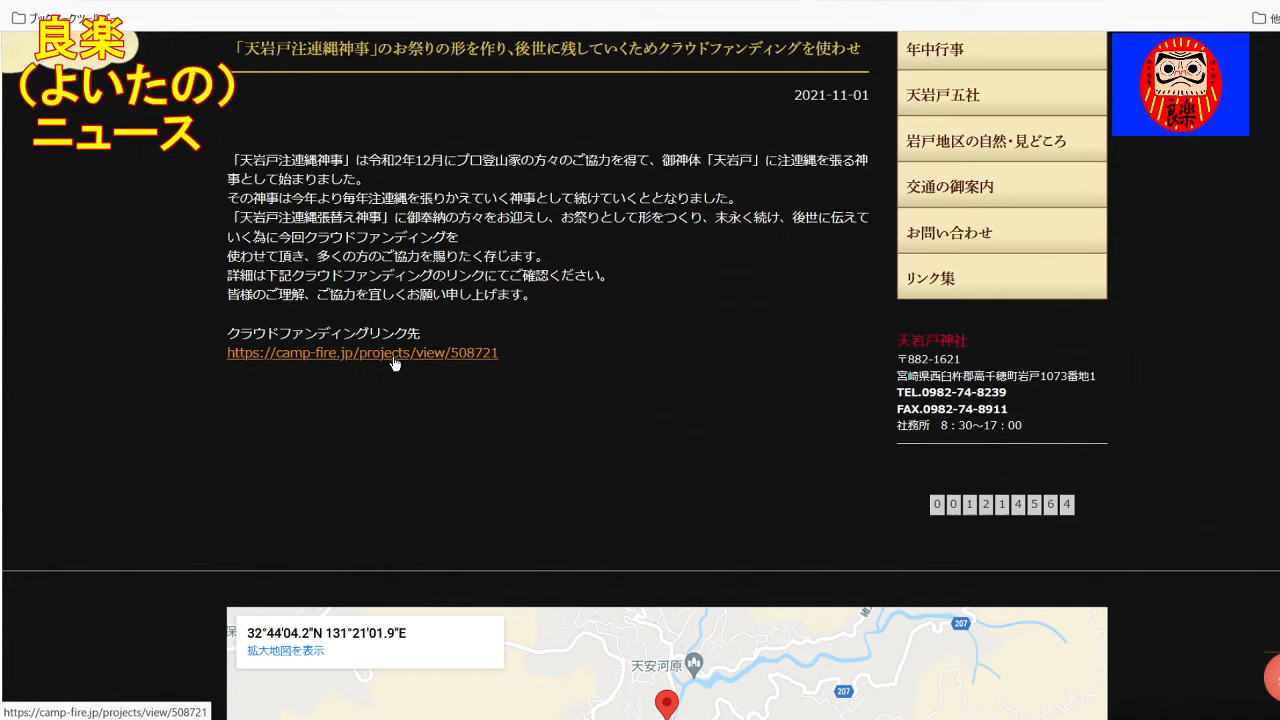 良楽
（よいたの）
ニュース
「天岩戸注連縄神事」のお祭りの形を作り、後世に残していくためクラウドファンディングを使わせ
2021-11-01
「天岩戸注連縄神事」は令和2年12月にプロ登山家の方々のご協力を得て、御神体「天岩戸」に注連縄を張る神
事として始まりました。
その神事は今年より毎年注連縄を張りかえていく神事として続けていくととなりました。
「天岩戸注連縄張替え神事」に御奉納の方々をお迎えし、お祭りとして形をつくり、末永く続け、後世に伝えて
いく為に今回クラウドファンディングを
使わせて頂き、多くの方のご協力を賜りたく存じます。
詳細は下記クラウドファンディングのリンクにてご確認ください。
皆様のご理解、ご協力を宜しくお願い申し上げます。
クラウドファンディングリンク先
https://camp-fire.jp/projects/view/508721
他
年中行事
天岩戸五社
岩戸地区の自然・見どころ
交通の御案内
お問い合わせ
リンク集
良楽
天岩戸神社
〒882-1621
宮崎県西臼杵郡高千穂町岩戸1073番地1
TEL.0982-74-8239
FAX.0982-74-8911
社務所　8：30～17：00
0 0 1 2 1 4 5 6 4
32°44'04.2"N 131°21'01.9"E
拡大地図を表示
天安河原
207
207
https://camp-fire.jp/projects/view/508721